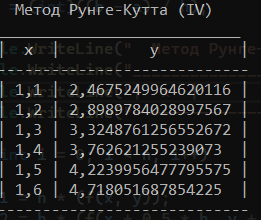 Метод Рунге-Кутта (IV)
| x | y |
| 1,1 | 2,4675249964620116 |
| 1,2 | 2,8989784028997567 |
| 1,3 | 3,3248761256552672 |
| 1,4 | 3,762621255239073 |
| 1,5 | 4,2239956477795575 |
| 1,6 | 4,718051687854225 |